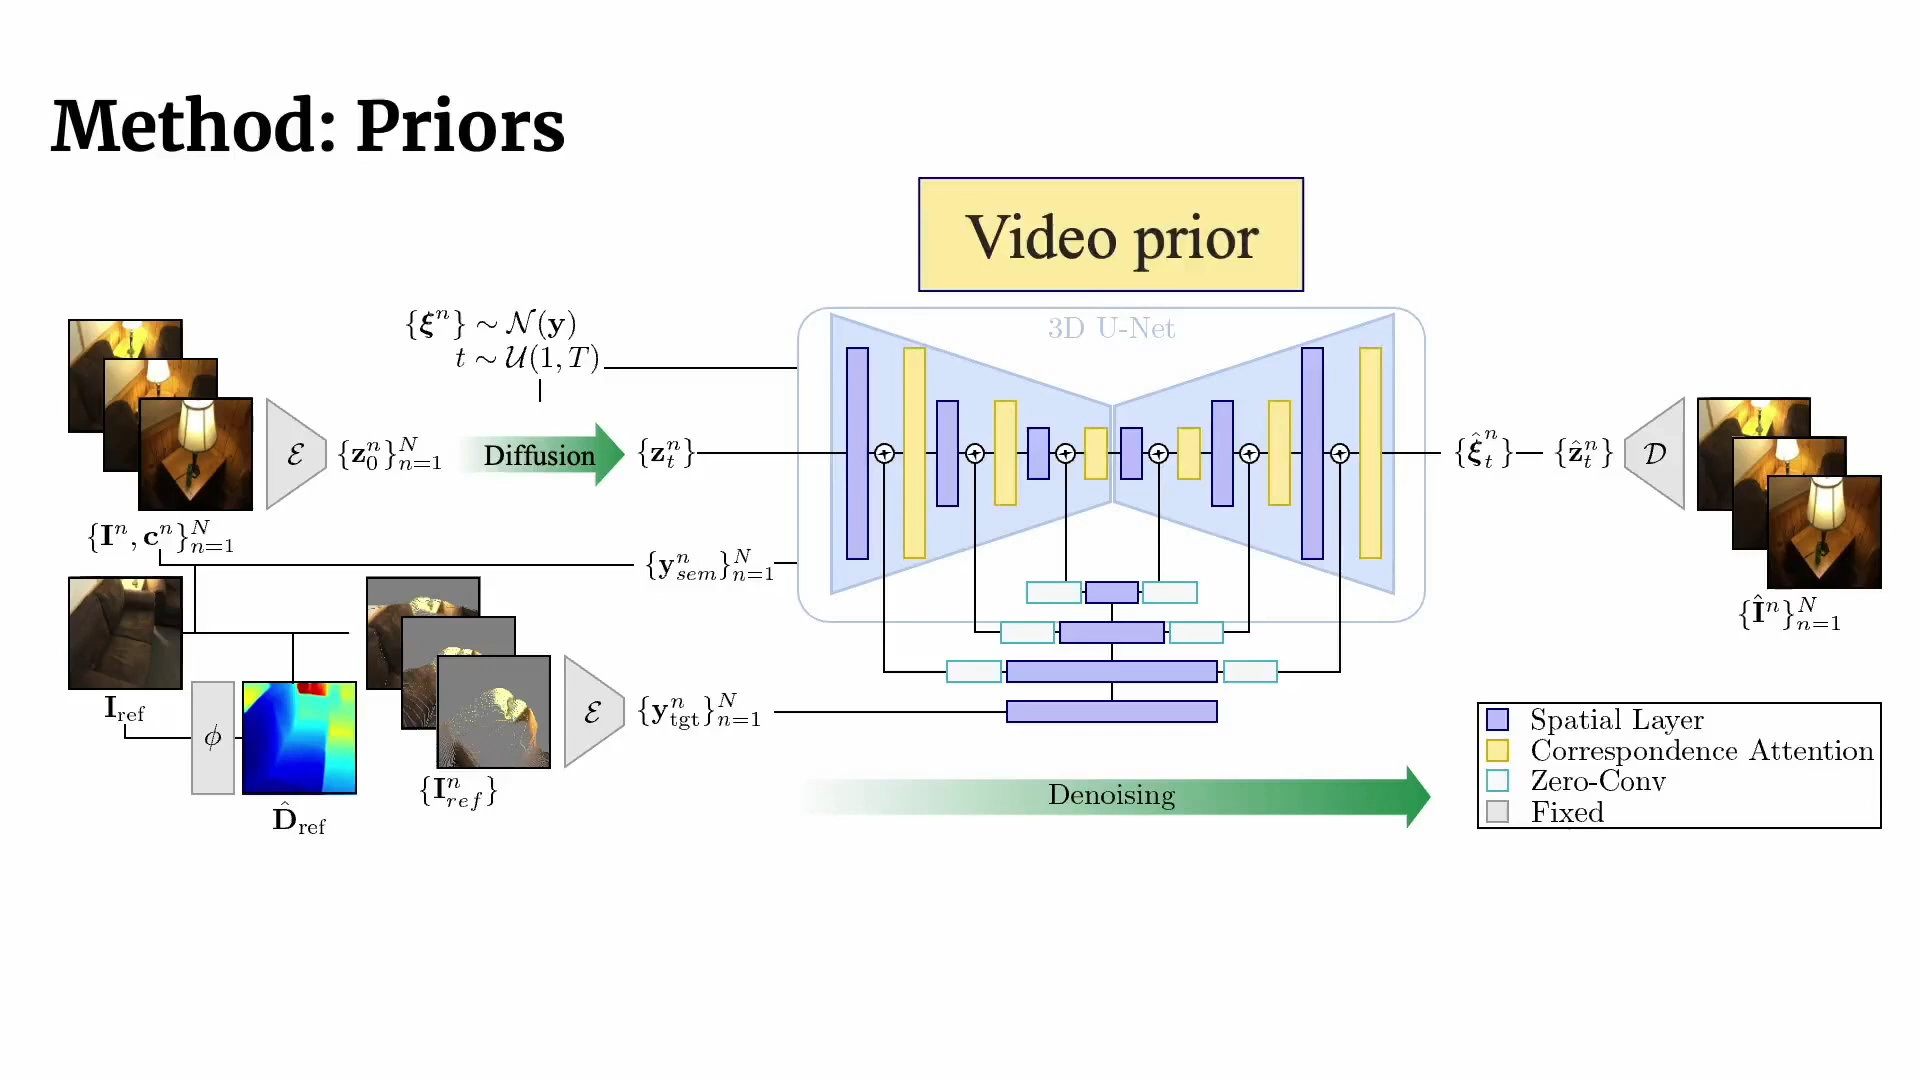 Method: Priors
Video prior
{ξⁿ} ∼ 𝒩(y)
t ∼ 𝒰(1, T)
3D U-Net
ℰ
{z₀ⁿ}ₙ₌₁ᴺ
Diffusion
{zₜⁿ}
{ξ̂ₜⁿ}
{ẑₜⁿ}
𝒟
{Iⁿ, cⁿ}ₙ₌₁ᴺ
{yₛₑₘⁿ}ₙ₌₁ᴺ
{Îⁿ}ₙ₌₁ᴺ
I_ref
ϕ
ℰ
{y_tgtⁿ}ₙ₌₁ᴺ
{I_refⁿ}
D̂_ref
Denoising
Spatial Layer
Correspondence Attention
Zero-Conv
Fixed